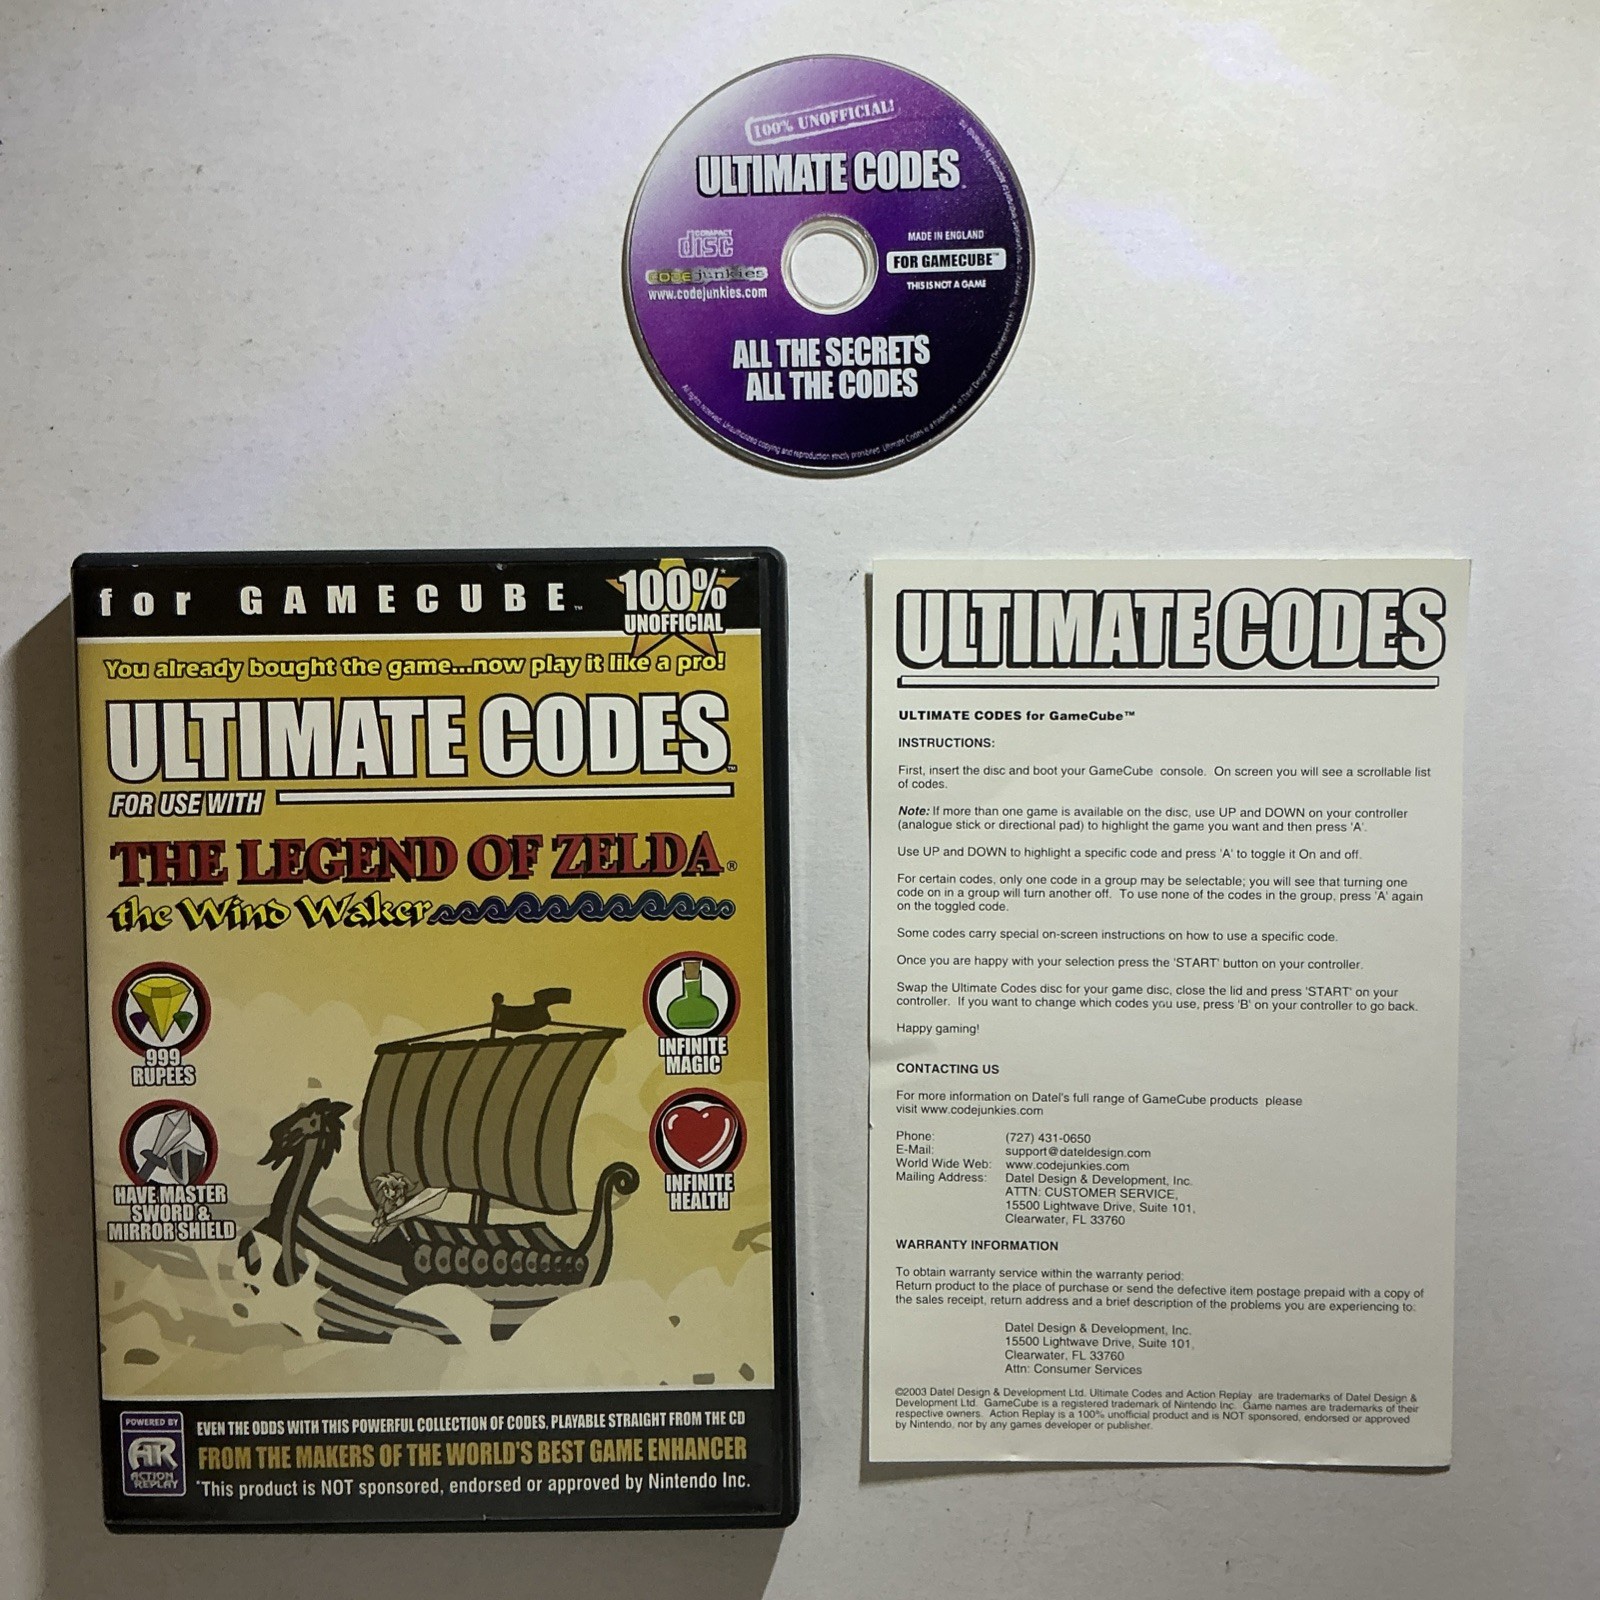 100% UNOFFICIAL!
ULTIMATE CODES
COMPACT
disc
CODEjunkies
www.codejunkies.com
MADE IN ENGLAND
FOR GAMECUBE™
THIS IS NOT A GAME
ALL THE SECRETS
ALL THE CODES
All rights reserved. Unauthorized copying and reproduction strictly prohibited. Ultimate Codes is a trademark of Datel Design and Development Ltd.
for GAMECUBE™
100%*
UNOFFICIAL
You already bought the game...now play it like a pro!
ULTIMATE CODES™
FOR USE WITH
THE LEGEND OF ZELDA®
the Wind Waker
999
RUPEES
INFINITE
MAGIC
HAVE MASTER
SWORD &
MIRROR SHIELD
INFINITE
HEALTH
POWERED BY
AR
ACTION
REPLAY
EVEN THE ODDS WITH THIS POWERFUL COLLECTION OF CODES, PLAYABLE STRAIGHT FROM THE CD
FROM THE MAKERS OF THE WORLD'S BEST GAME ENHANCER
*This product is NOT sponsored, endorsed or approved by Nintendo Inc.
ULTIMATE CODES
ULTIMATE CODES for GameCube™
INSTRUCTIONS:
First, insert the disc and boot your GameCube console. On screen you will see a scrollable list
of codes.
Note: If more than one game is available on the disc, use UP and DOWN on your controller
(analogue stick or directional pad) to highlight the game you want and then press 'A'.
Use UP and DOWN to highlight a specific code and press 'A' to toggle it On and off.
For certain codes, only one code in a group may be selectable; you will see that turning one
code on in a group will turn another off. To use none of the codes in the group, press 'A' again
on the toggled code.
Some codes carry special on-screen instructions on how to use a specific code.
Once you are happy with your selection press the 'START' button on your controller.
Swap the Ultimate Codes disc for your game disc, close the lid and press 'START' on your
controller. If you want to change which codes you use, press 'B' on your controller to go back.
Happy gaming!
CONTACTING US
For more information on Datel's full range of GameCube products please
visit www.codejunkies.com
Phone: (727) 431-0650
E-Mail: support@dateldesign.com
World Wide Web: www.codejunkies.com
Mailing Address: Datel Design & Development, Inc.
ATTN: CUSTOMER SERVICE,
15500 Lightwave Drive, Suite 101,
Clearwater, FL 33760
WARRANTY INFORMATION
To obtain warranty service within the warranty period:
Return product to the place of purchase or send the defective item postage prepaid with a copy of
the sales receipt, return address and a brief description of the problems you are experiencing to:
Datel Design & Development, Inc.
15500 Lightwave Drive, Suite 101,
Clearwater, FL 33760
Attn: Consumer Services
©2003 Datel Design & Development Ltd. Ultimate Codes and Action Replay are trademarks of Datel Design &
Development Ltd. GameCube is a registered trademark of Nintendo Inc. Game names are trademarks of their
respective owners. Action Replay is a 100% unofficial product and is NOT sponsored, endorsed or approved
by Nintendo, nor by any games developer or publisher.